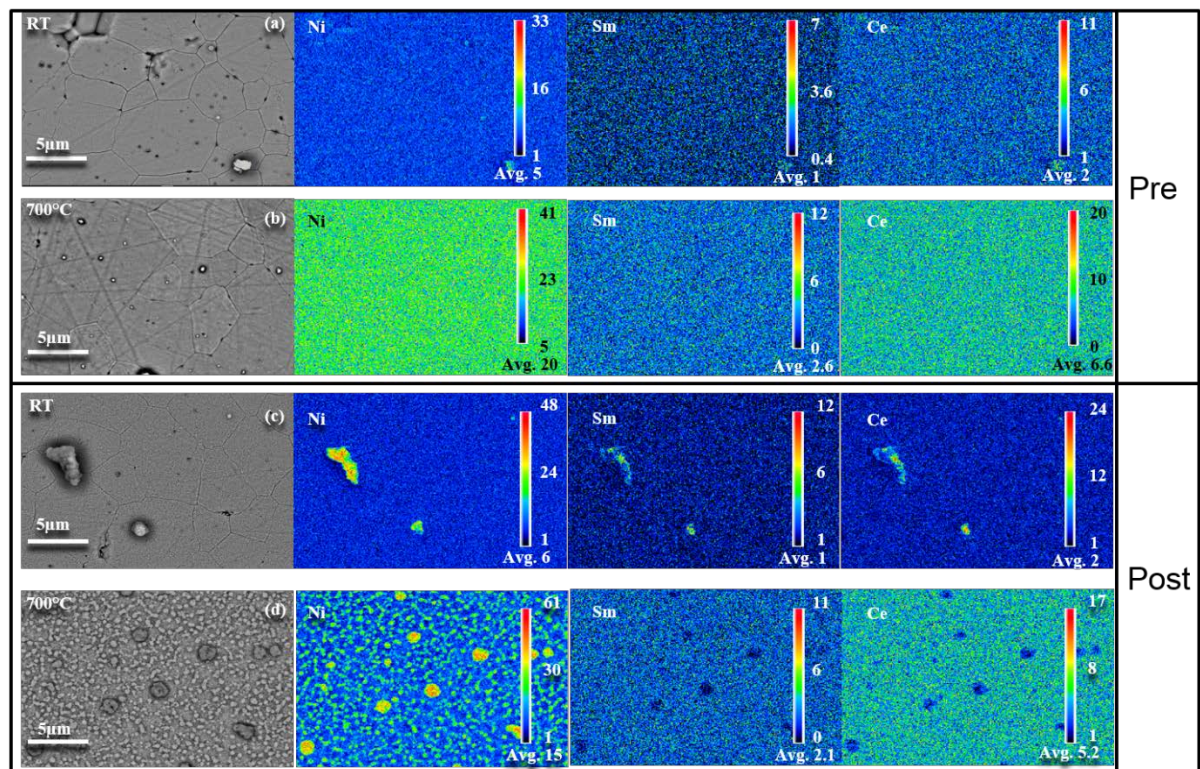 RT (a) Ni 33 16 1 Avg. 5 Sm 7 3.6 0.4 Avg. 1 Ce 11 6 1 Avg. 2
5µm
Pre
700°C (b) Ni 41 23 5 Avg. 20 Sm 12 6 0 Avg. 2.6 Ce 20 10 0 Avg. 6.6
5µm
RT (c) Ni 48 24 1 Avg. 6 Sm 12 6 1 Avg. 1 Ce 24 12 1 Avg. 2
5µm
Post
700°C (d) Ni 61 30 1 Avg. 15 Sm 11 6 0 Avg. 2.1 Ce 17 8 1 Avg. 5.2
5µm